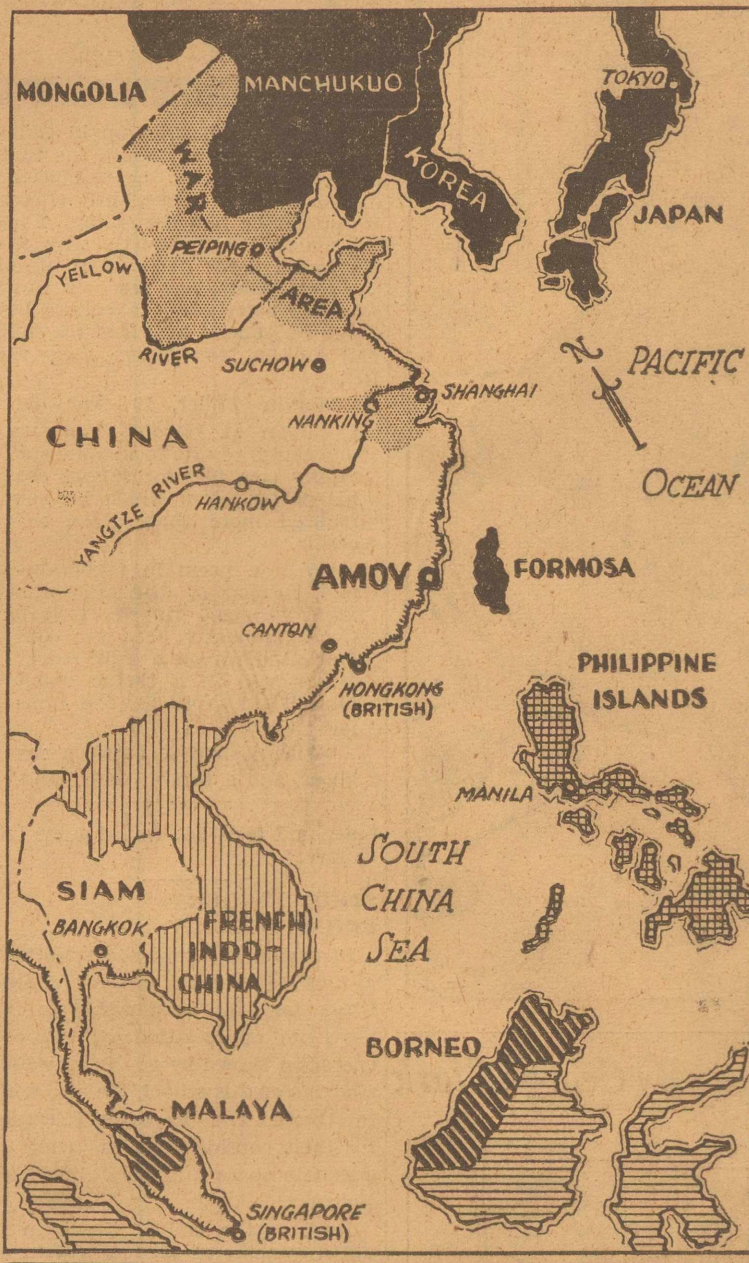 MONGOLIA
MANCHUKUO
TOKYO
WAR
AREA
KOREA
JAPAN
PEIPING
YELLOW
RIVER
SUCHOW
N
PACIFIC
OCEAN
SHANGHAI
NANKING
CHINA
YANGTZE RIVER
HANKOW
AMOY
FORMOSA
CANTON
HONGKONG
(BRITISH)
PHILIPPINE
ISLANDS
MANILA
SOUTH
CHINA
SEA
SIAM
BANGKOK
FRENCH
INDO-
CHINA
BORNEO
MALAYA
SINGAPORE
(BRITISH)